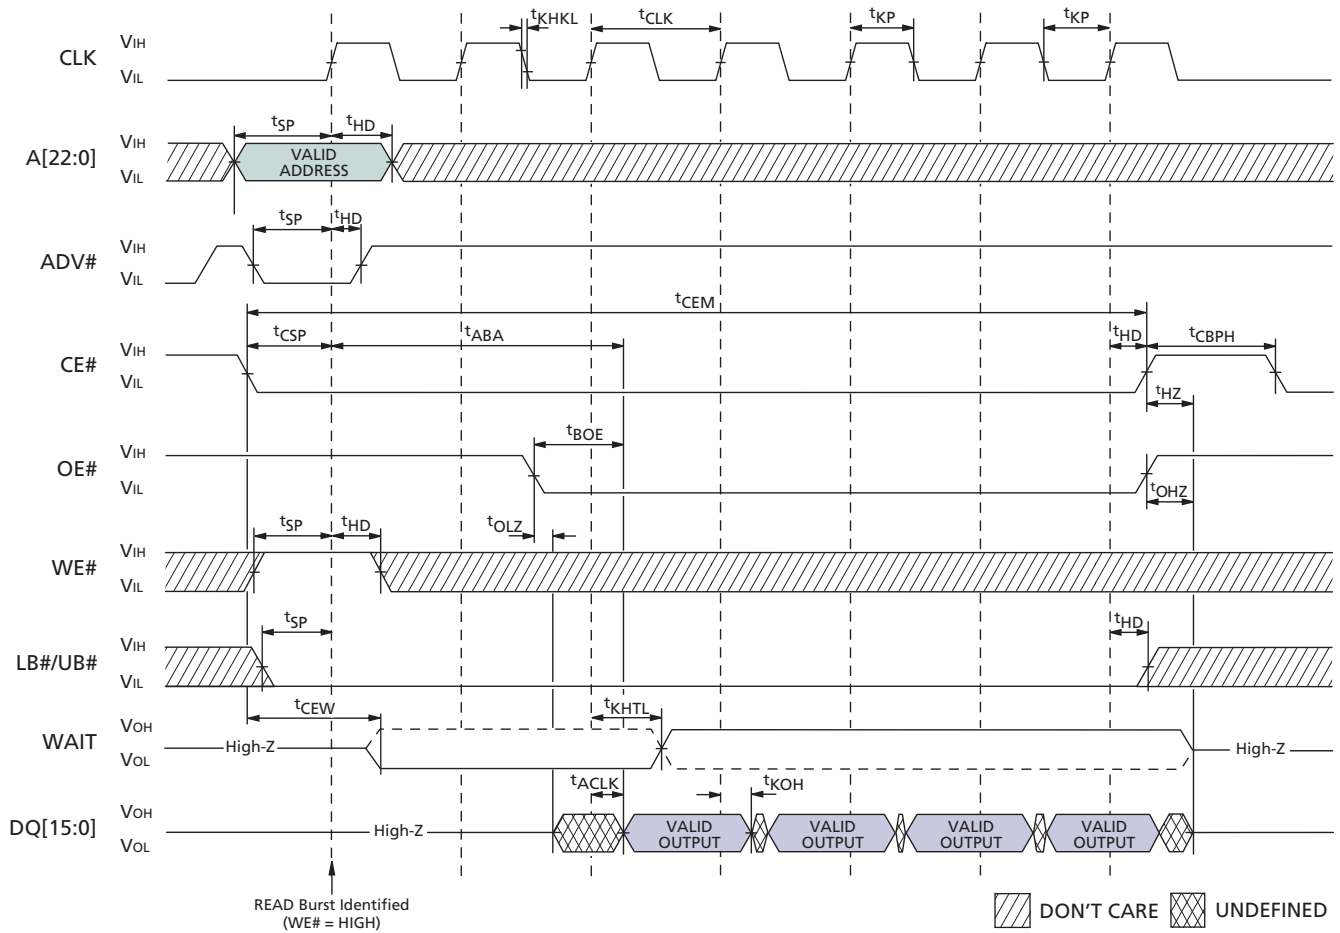 tKHKL tCLK tKP tKP
CLK VIH
VIL
tSP tHD
A[22:0] VIH
VIL
VALID
ADDRESS
tSP tHD
ADV# VIH
VIL
tCEM
tCSP tABA tHD tCBPH
CE# VIH
VIL
tHZ
tBOE
OE# VIH
VIL
tOHZ
tSP tHD tOLZ
WE# VIH
VIL
tSP tHD
LB#/UB# VIH
VIL
tCEW tKHTL
WAIT VOH
VOL
High-Z High-Z
tACLK tKOH
DQ[15:0] VOH
VOL
High-Z
VALID
OUTPUT
VALID
OUTPUT
VALID
OUTPUT
VALID
OUTPUT
READ Burst Identified
(WE# = HIGH)
DON'T CARE UNDEFINED